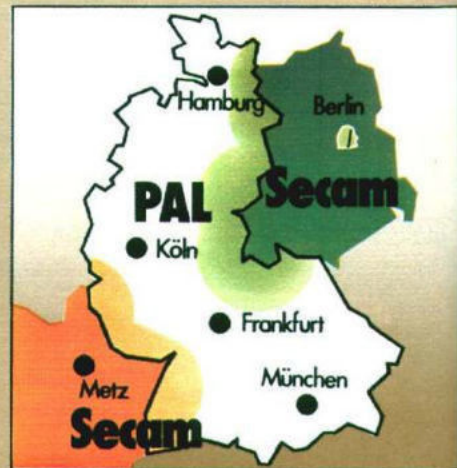 Hamburg
Berlin
PAL
Secam
Köln
Frankfurt
Metz
München
Secam